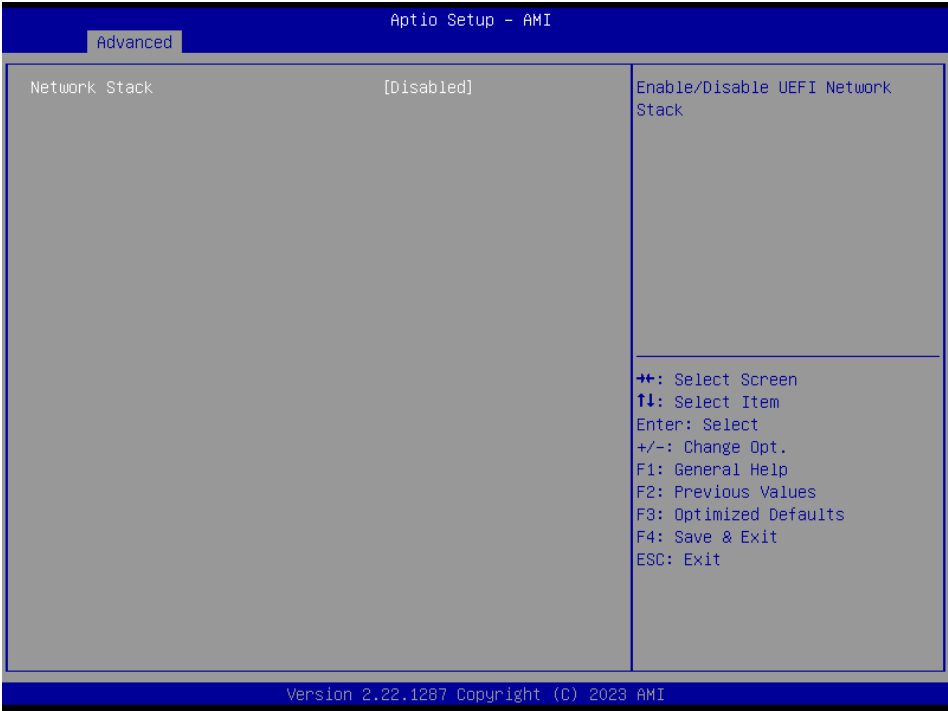 Aptio Setup - AMI
Advanced
Network Stack [Disabled]
Enable/Disable UEFI Network
Stack
→←: Select Screen
↑↓: Select Item
Enter: Select
+/-: Change Opt.
F1: General Help
F2: Previous Values
F3: Optimized Defaults
F4: Save & Exit
ESC: Exit
Version 2.22.1287 Copyright (C) 2023 AMI